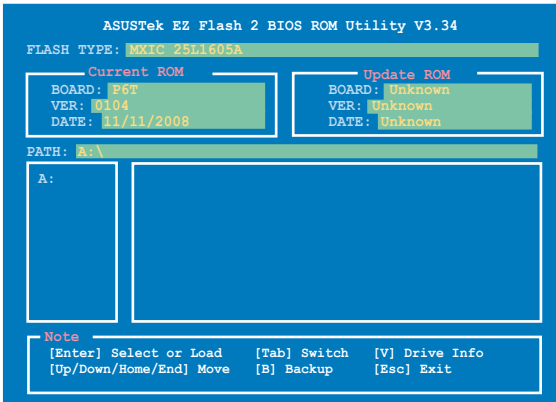 ASUSTek EZ Flash 2 BIOS ROM Utility V3.34
FLASH TYPE: MXIC 25L1605A
Current ROM
BOARD: P6T
VER: 0104
DATE: 11/11/2008
Update ROM
BOARD: Unknown
VER: Unknown
DATE: Unknown
PATH: A:\
A:
Note
[Enter] Select or Load [Tab] Switch [V] Drive Info
[Up/Down/Home/End] Move [B] Backup [Esc] Exit